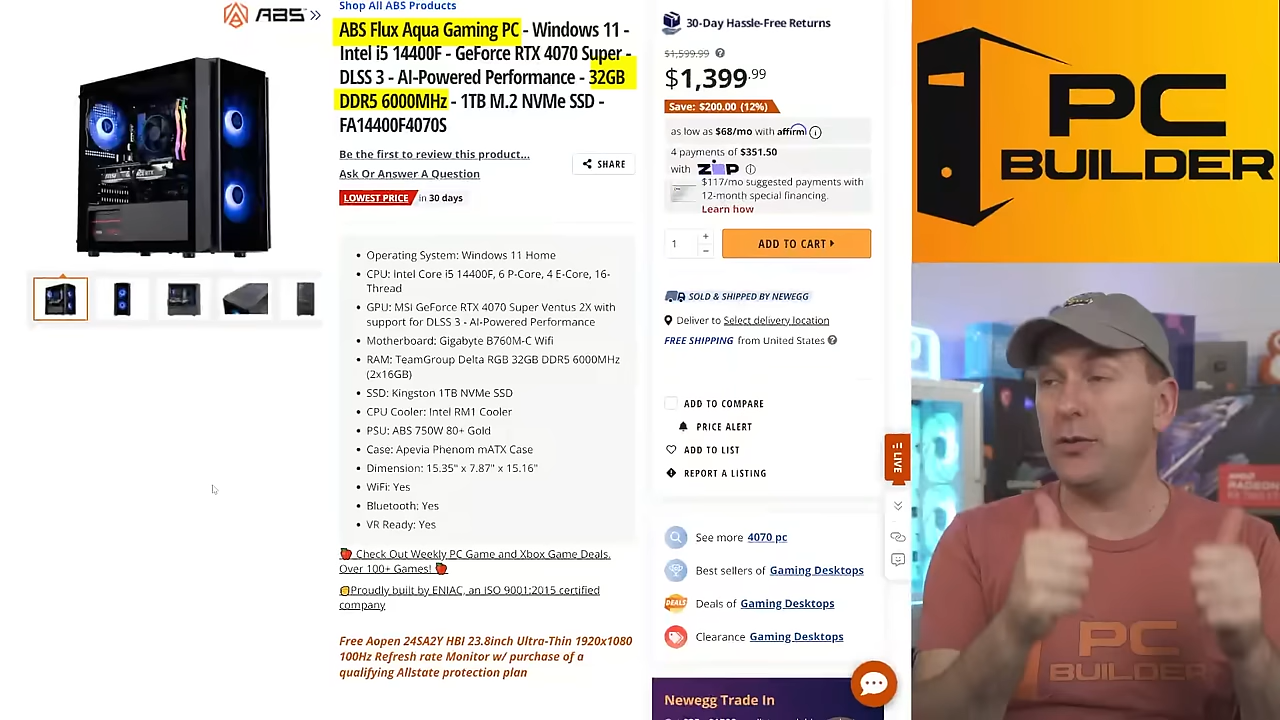 ABS »
Shop All ABS Products
ABS Flux Aqua Gaming PC - Windows 11 -
Intel i5 14400F - GeForce RTX 4070 Super -
DLSS 3 - AI-Powered Performance - 32GB
DDR5 6000MHz - 1TB M.2 NVMe SSD -
FA14400F4070S
Be the first to review this product...
Ask Or Answer A Question
SHARE
LOWEST PRICE in 30 days
Operating System: Windows 11 Home
CPU: Intel Core i5 14400F, 6 P-Core, 4 E-Core, 16-
Thread
GPU: MSI GeForce RTX 4070 Super Ventus 2X with
support for DLSS 3 - AI-Powered Performance
Motherboard: Gigabyte B760M-C Wifi
RAM: TeamGroup Delta RGB 32GB DDR5 6000MHz
(2x16GB)
SSD: Kingston 1TB NVMe SSD
CPU Cooler: Intel RM1 Cooler
PSU: ABS 750W 80+ Gold
Case: Apevia Phenom mATX Case
Dimension: 15.35" x 7.87" x 15.16"
WiFi: Yes
Bluetooth: Yes
VR Ready: Yes
Check Out Weekly PC Game and Xbox Game Deals.
Over 100+ Games!
Proudly built by ENIAC, an ISO 9001:2015 certified
company
Free Aopen 24SA2Y HBI 23.8inch Ultra-Thin 1920x1080
100Hz Refresh rate Monitor w/ purchase of a
qualifying Allstate protection plan
30-Day Hassle-Free Returns
$1,599.99
$1,399.99
Save: $200.00 (12%)
as low as $68/mo with affirm
4 payments of $351.50
with ZIP
$117/mo suggested payments with
12-month special financing.
Learn how
1
ADD TO CART
SOLD & SHIPPED BY NEWEGG
Deliver to Select delivery location
FREE SHIPPING from United States
ADD TO COMPARE
PRICE ALERT
ADD TO LIST
REPORT A LISTING
LIVE
See more 4070 pc
Best sellers of Gaming Desktops
DEALS
Deals of Gaming Desktops
Clearance Gaming Desktops
Newegg Trade In
PC
BUILDER
AMD
RADEON
PC
BUILDER